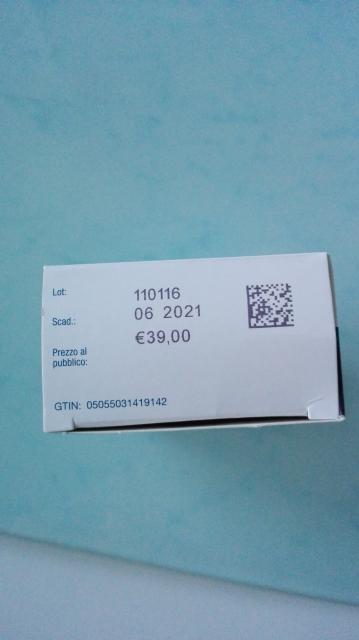 Lot: 110116
Scad.: 06 2021
Prezzo al €39,00
pubblico:
GTIN: 05055031419142